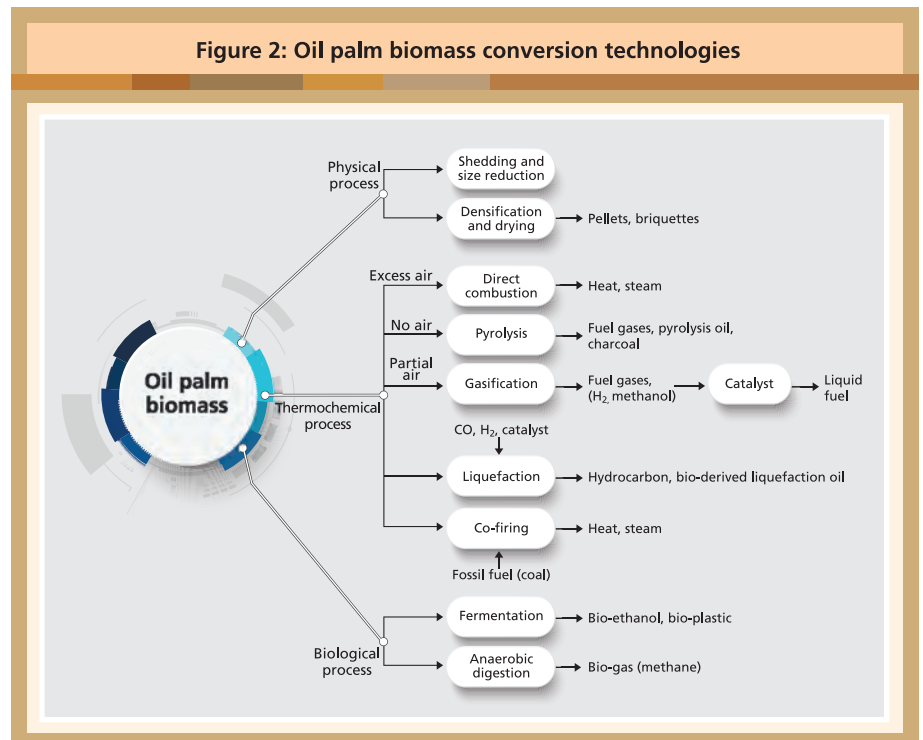 Figure 2: Oil palm biomass conversion technologies
Oil palm
biomass
Physical
process
Shedding and
size reduction
Densification
and drying
Pellets, briquettes
Thermochemical
process
Excess air
Direct
combustion
Heat, steam
No air
Pyrolysis
Fuel gases, pyrolysis oil,
charcoal
Partial
air
Gasification
Fuel gases,
(H₂, methanol)
Catalyst
Liquid
fuel
CO, H₂, catalyst
Liquefaction
Hydrocarbon, bio-derived liquefaction oil
Co-firing
Heat, steam
Fossil fuel (coal)
Biological
process
Fermentation
Bio-ethanol, bio-plastic
Anaerobic
digestion
Bio-gas (methane)